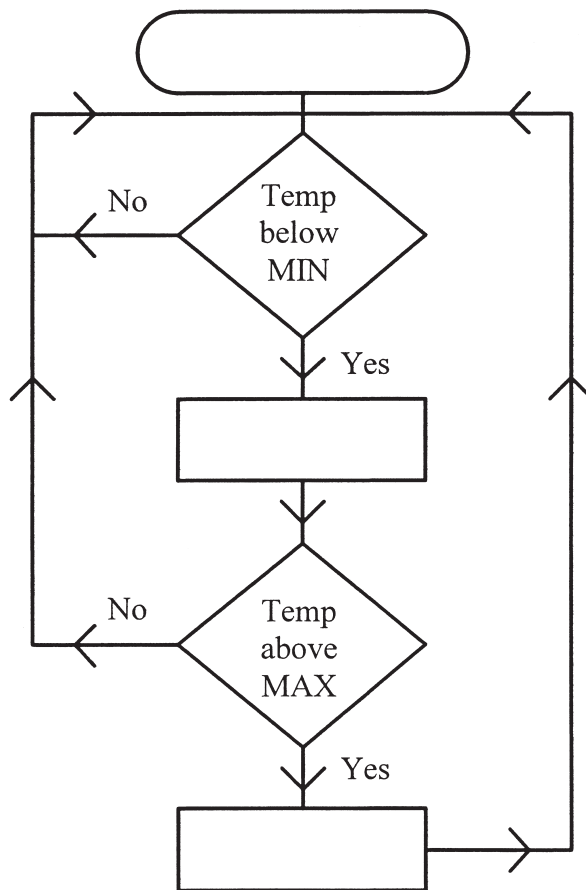 Temp
below
MIN
No
Yes
Temp
above
MAX
No
Yes